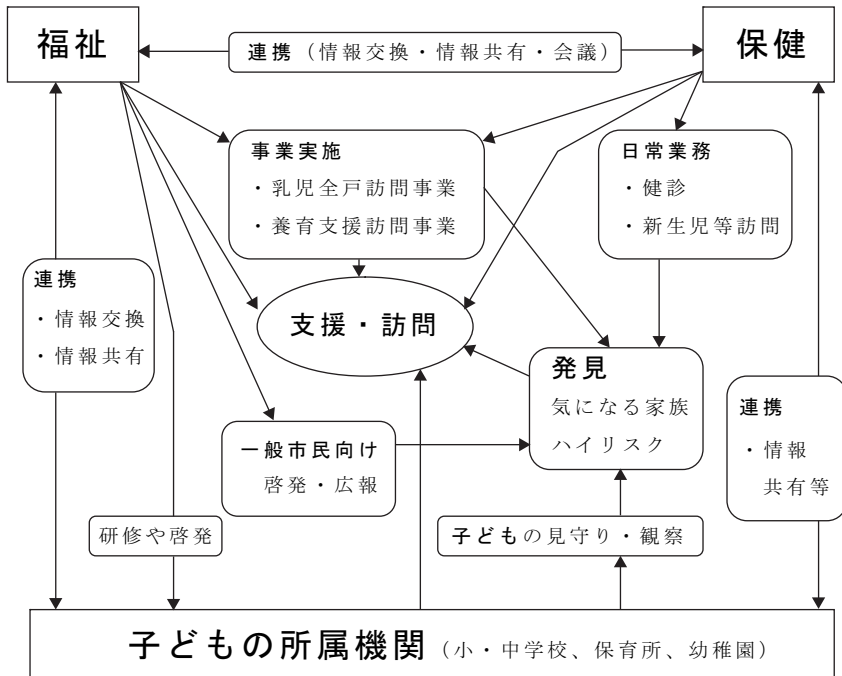 福祉
連携（情報交換・情報共有・会議）
保健
事業実施
・乳児全戸訪問事業
・養育支援訪問事業
日常業務
・健診
・新生児等訪問
連携
・情報交換
・情報共有
支援・訪問
発見
気になる家族
ハイリスク
連携
・情報
共有等
一般市民向け
啓発・広報
研修や啓発
子どもの見守り・観察
子どもの所属機関（小・中学校、保育所、幼稚園）